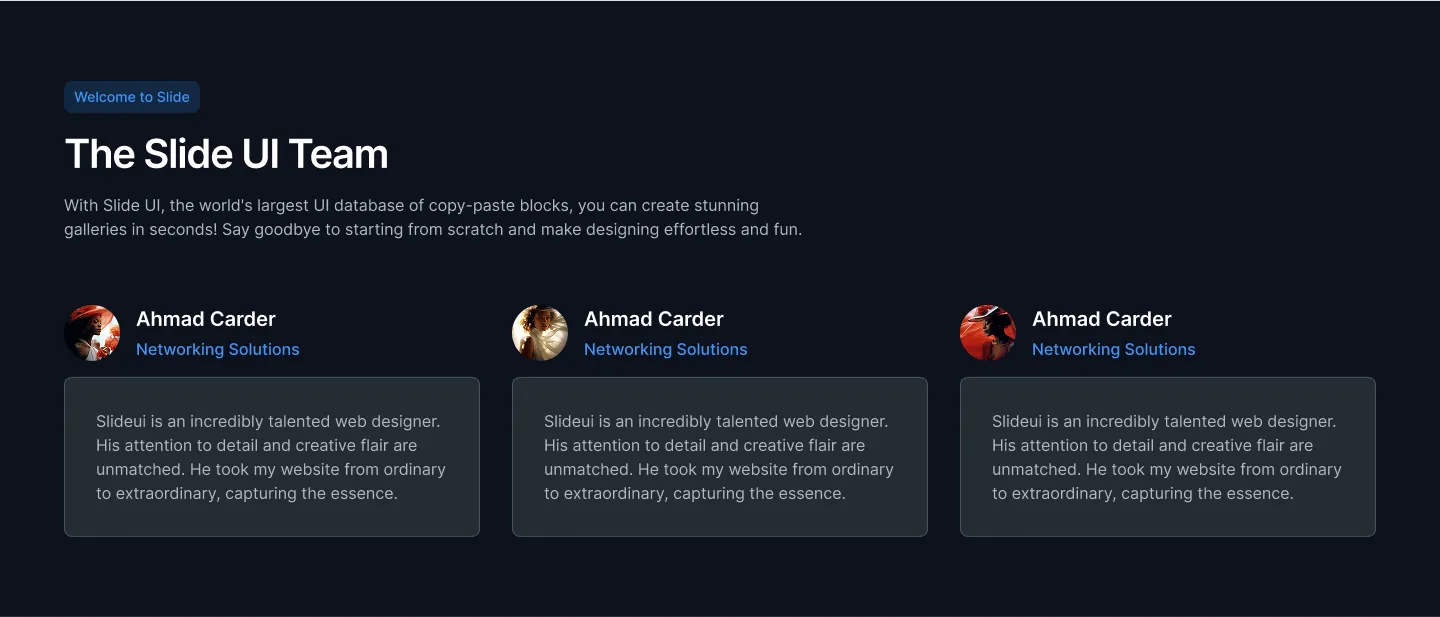 Welcome to Slide
The Slide UI Team
With Slide UI, the world's largest UI database of copy-paste blocks, you can create stunning
galleries in seconds! Say goodbye to starting from scratch and make designing effortless and fun.
Ahmad Carder
Networking Solutions
Slideui is an incredibly talented web designer.
His attention to detail and creative flair are
unmatched. He took my website from ordinary
to extraordinary, capturing the essence.
Ahmad Carder
Networking Solutions
Slideui is an incredibly talented web designer.
His attention to detail and creative flair are
unmatched. He took my website from ordinary
to extraordinary, capturing the essence.
Ahmad Carder
Networking Solutions
Slideui is an incredibly talented web designer.
His attention to detail and creative flair are
unmatched. He took my website from ordinary
to extraordinary, capturing the essence.